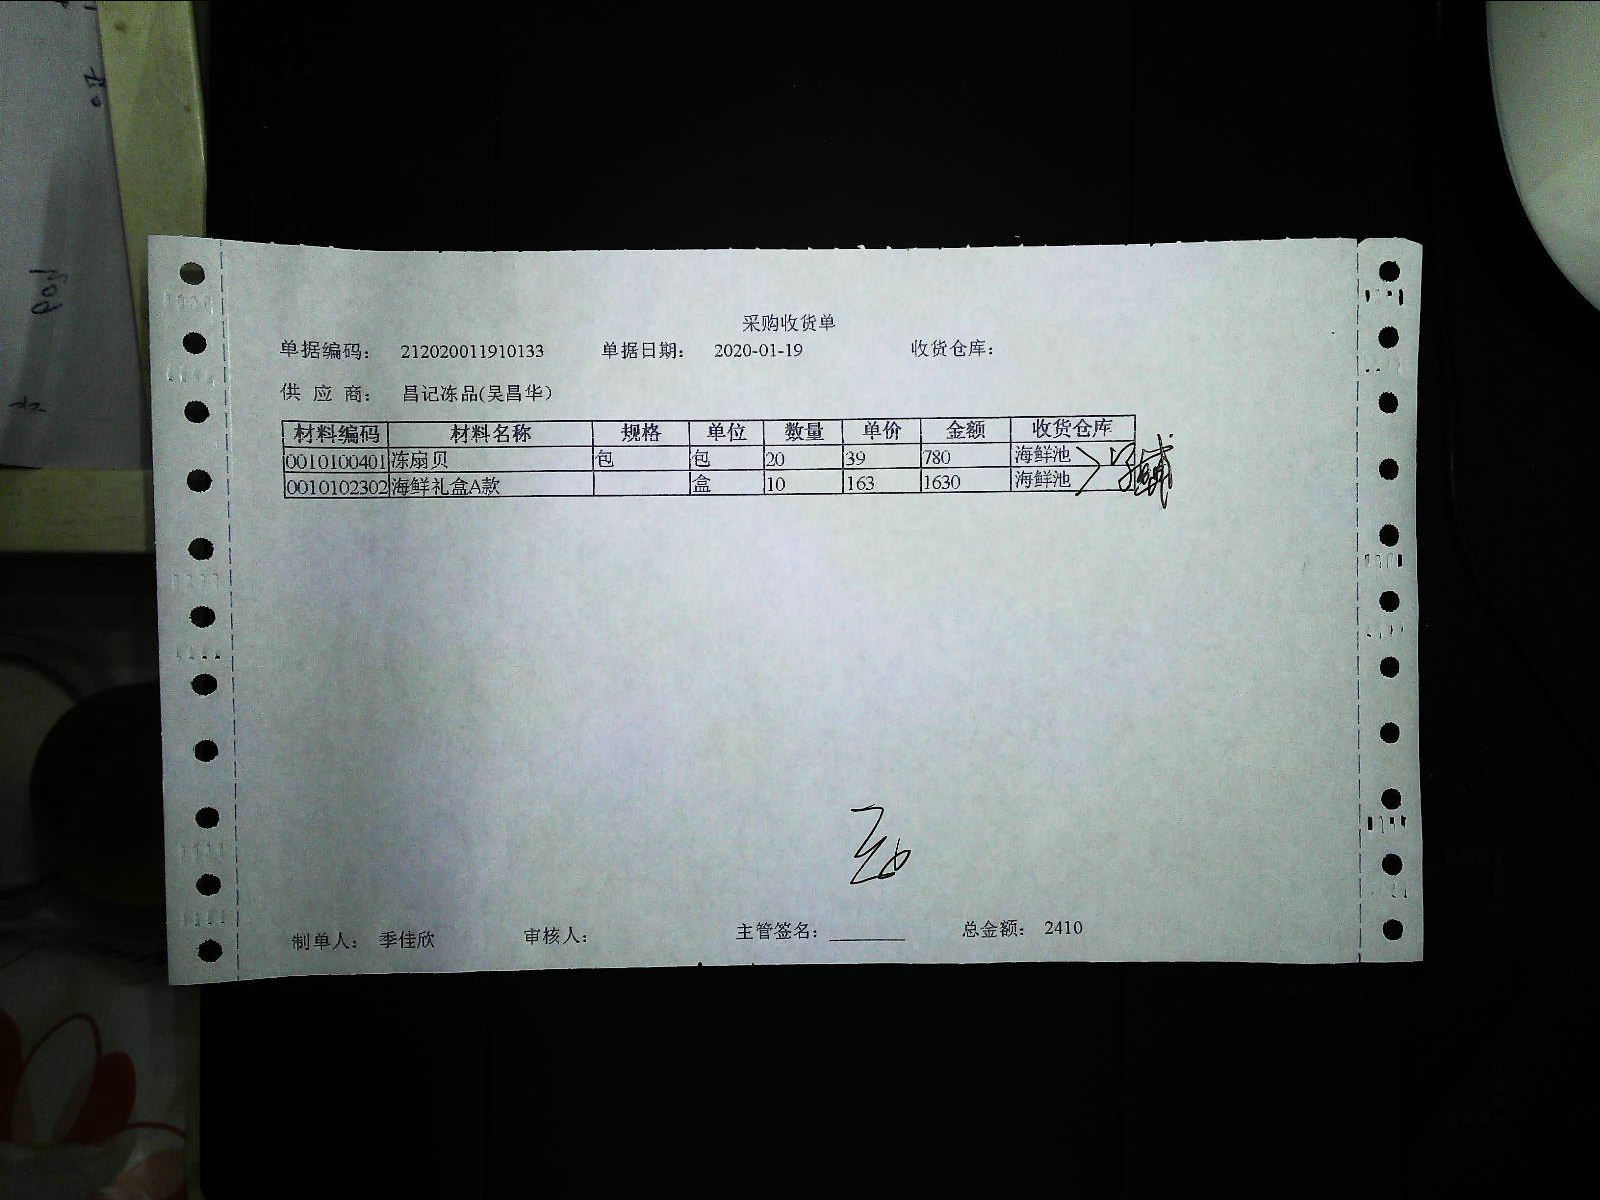 采购收货单
单据编码： 212020011910133 单据日期： 2020-01-19 收货仓库：
供 应 商： 昌记冻品(吴昌华)
材料编码 材料名称 规格 单位 数量 单价 金额 收货仓库
0010100401 冻扇贝 包 包 20 39 780 海鲜池
0010102302 海鲜礼盒A款 盒 10 163 1630 海鲜池
制单人： 季佳欣 审核人： 主管签名： ________ 总金额： 2410